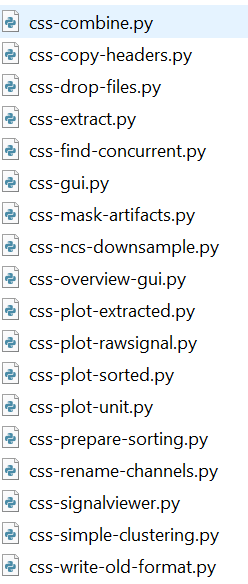 css-combine.py
css-copy-headers.py
css-drop-files.py
css-extract.py
css-find-concurrent.py
css-gui.py
css-mask-artifacts.py
css-ncs-downsample.py
css-overview-gui.py
css-plot-extracted.py
css-plot-rawsignal.py
css-plot-sorted.py
css-plot-unit.py
css-prepare-sorting.py
css-rename-channels.py
css-signalviewer.py
css-simple-clustering.py
css-write-old-format.py